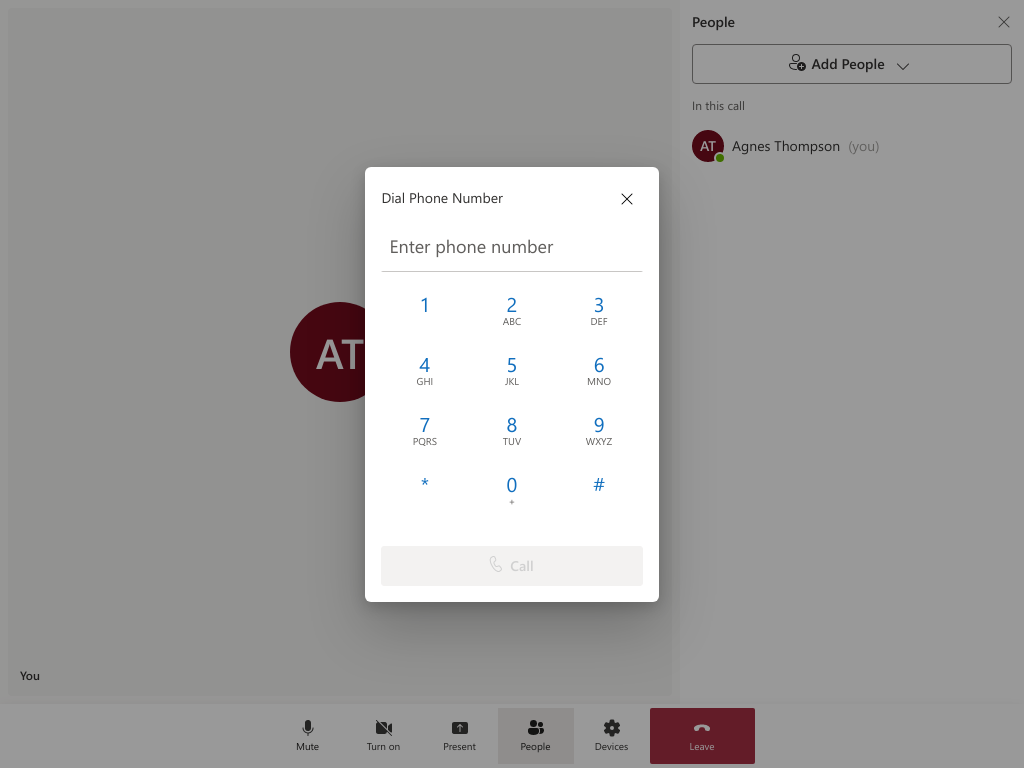 People
Add People
In this call
AT Agnes Thompson (you)
Dial Phone Number
Enter phone number
1 2 3
ABC DEF
4 5 6
GHI JKL MNO
7 8 9
PQRS TUV WXYZ
* 0 #
+
Call
AT
You
Mute Turn on Present People Devices Leave